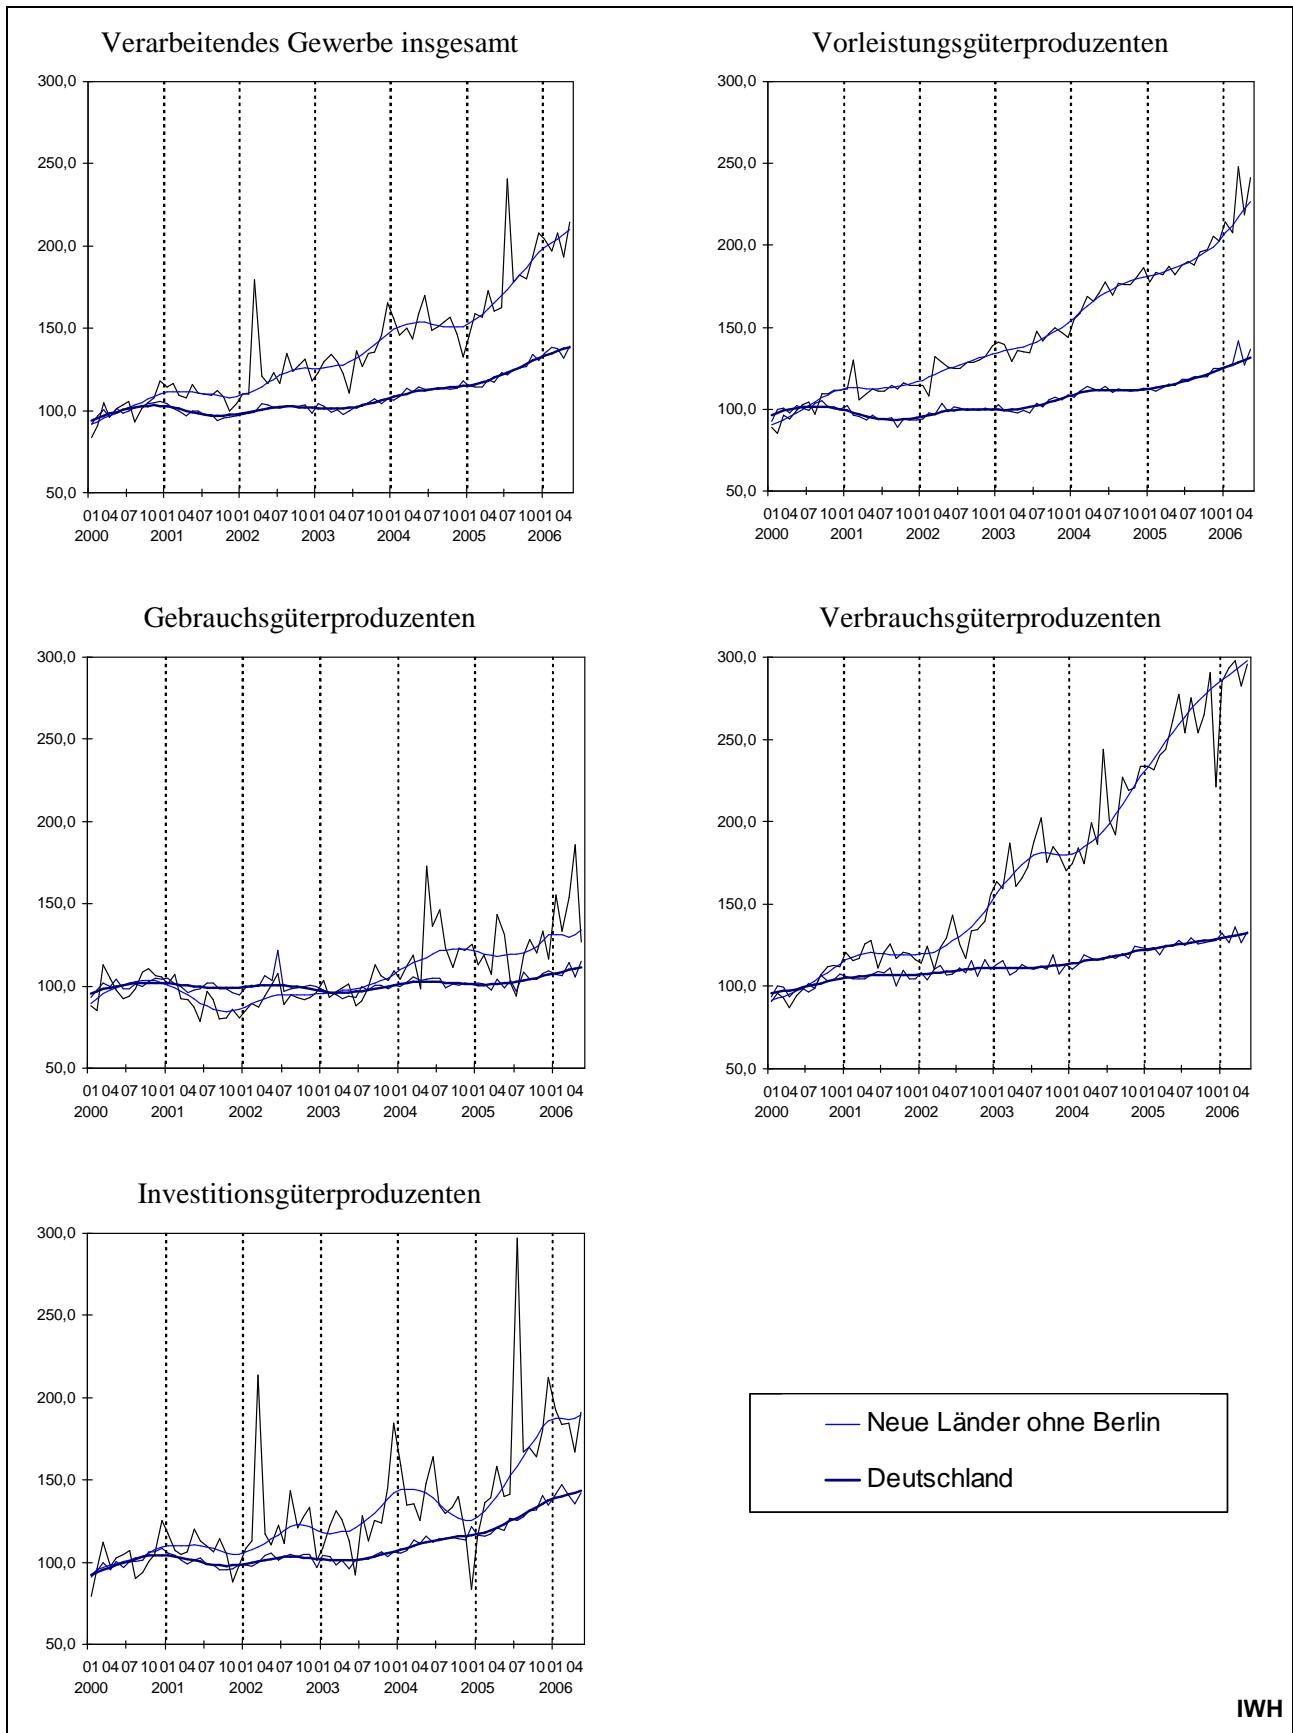 Verarbeitendes Gewerbe insgesamt
300,0
250,0
200,0
150,0
100,0
50,0
01 04 07 10 01 04 07 10 01 04 07 10 01 04 07 10 01 04 07 10 01 04 07 10 01 04
2000 2001 2002 2003 2004 2005 2006
Vorleistungsgüterproduzenten
300,0
250,0
200,0
150,0
100,0
50,0
01 04 07 10 01 04 07 10 01 04 07 10 01 04 07 10 01 04 07 10 01 04 07 10 01 04
2000 2001 2002 2003 2004 2005 2006
Gebrauchsgüterproduzenten
300,0
250,0
200,0
150,0
100,0
50,0
01 04 07 10 01 04 07 10 01 04 07 10 01 04 07 10 01 04 07 10 01 04 07 10 01 04
2000 2001 2002 2003 2004 2005 2006
Verbrauchsgüterproduzenten
300,0
250,0
200,0
150,0
100,0
50,0
01 04 07 10 01 04 07 10 01 04 07 10 01 04 07 10 01 04 07 10 01 04 07 10 01 04
2000 2001 2002 2003 2004 2005 2006
Investitionsgüterproduzenten
300,0
250,0
200,0
150,0
100,0
50,0
01 04 07 10 01 04 07 10 01 04 07 10 01 04 07 10 01 04 07 10 01 04 07 10 01 04
2000 2001 2002 2003 2004 2005 2006
Neue Länder ohne Berlin
Deutschland
IWH